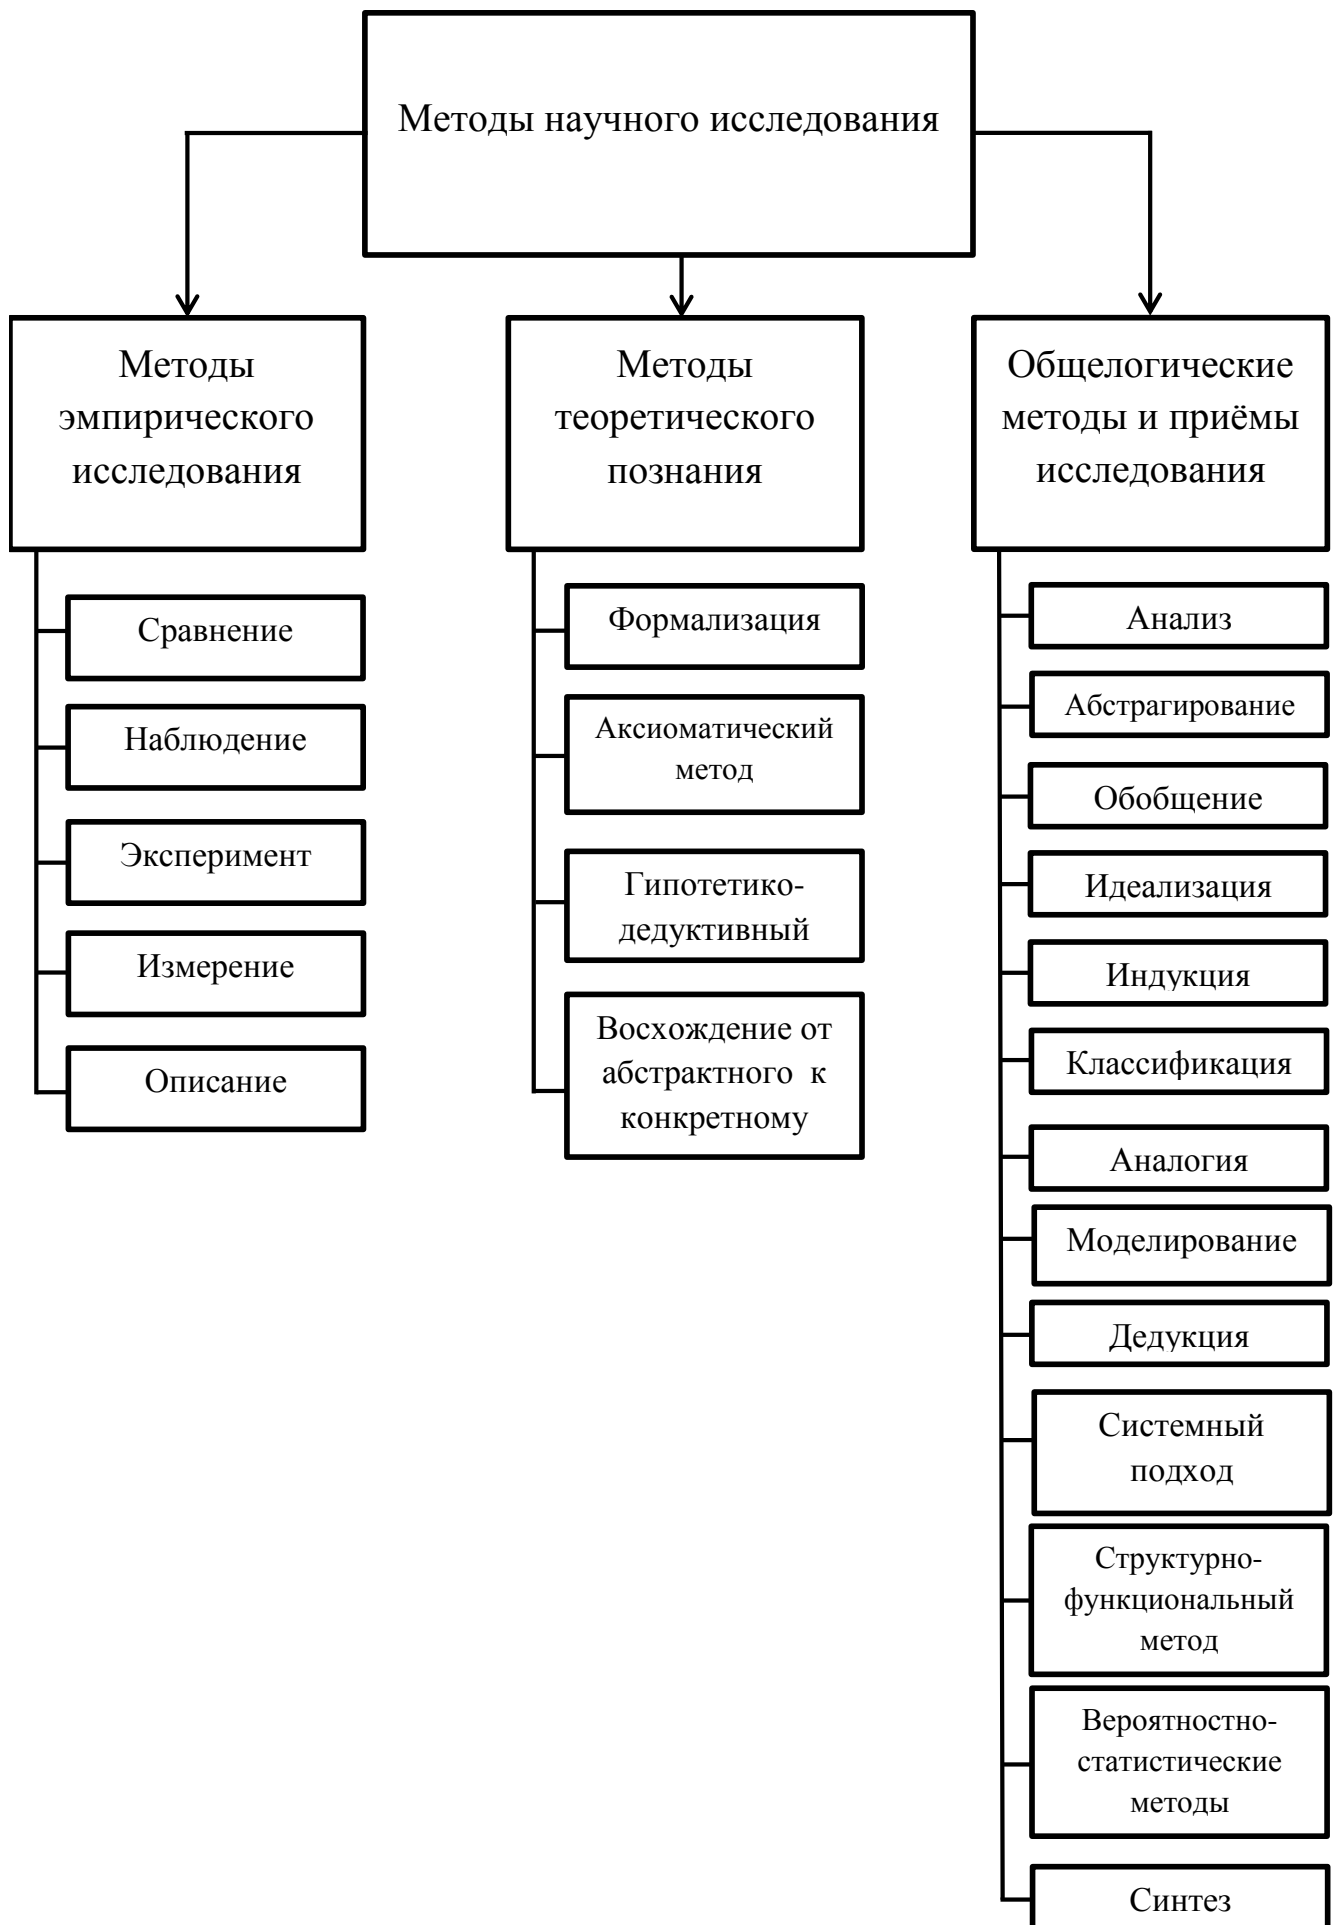 Методы научного исследования
Методы
эмпирического
исследования
Сравнение
Наблюдение
Эксперимент
Измерение
Описание
Методы
теоретического
познания
Формализация
Аксиоматический
метод
Гипотетико-
дедуктивный
Восхождение от
абстрактного к
конкретному
Общелогические
методы и приёмы
исследования
Анализ
Абстрагирование
Обобщение
Идеализация
Индукция
Классификация
Аналогия
Моделирование
Дедукция
Системный
подход
Структурно-
функциональный
метод
Вероятностно-
статистические
методы
Синтез